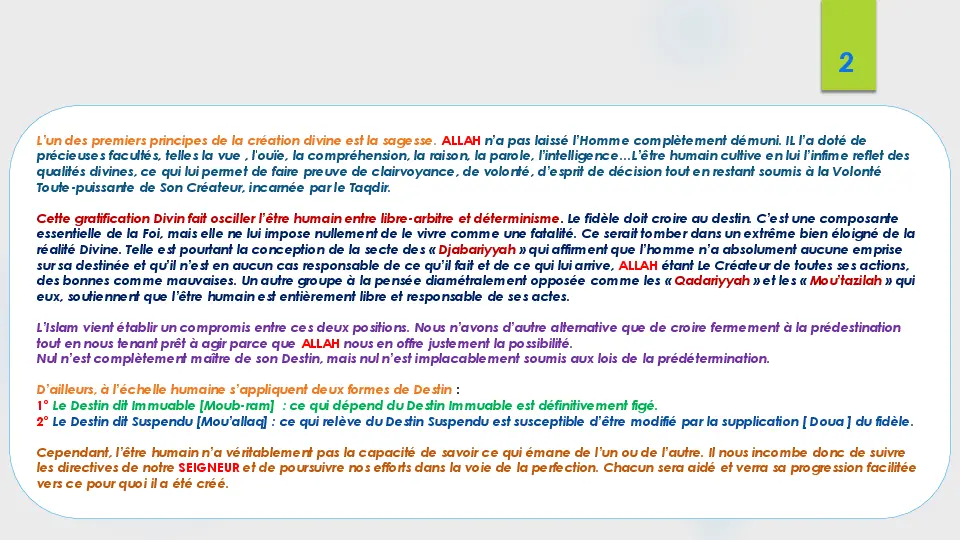 2
L'un des premiers principes de la création divine est la sagesse. ALLAH n'a pas laissé l'Homme complètement démuni. IL l'a doté de
précieuses facultés, telles la vue , l'ouïe, la compréhension, la raison, la parole, l'intelligence…L'être humain cultive en lui l'infime reflet des
qualités divines, ce qui lui permet de faire preuve de clairvoyance, de volonté, d'esprit de décision tout en restant soumis à la Volonté
Toute-puissante de Son Créateur, incarnée par le Taqdir.
Cette gratification Divin fait osciller l'être humain entre libre-arbitre et déterminisme. Le fidèle doit croire au destin. C'est une composante
essentielle de la Foi, mais elle ne lui impose nullement de le vivre comme une fatalité. Ce serait tomber dans un extrême bien éloigné de la
réalité Divine. Telle est pourtant la conception de la secte des « Djabariyyah » qui affirment que l'homme n'a absolument aucune emprise
sur sa destinée et qu'il n'est en aucun cas responsable de ce qu'il fait et de ce qui lui arrive, ALLAH étant Le Créateur de toutes ses actions,
des bonnes comme mauvaises. Un autre groupe à la pensée diamétralement opposée comme les « Qadariyyah » et les « Mou'tazilah » qui
eux, soutiennent que l'être humain est entièrement libre et responsable de ses actes.
L'Islam vient établir un compromis entre ces deux positions. Nous n'avons d'autre alternative que de croire fermement à la prédestination
tout en nous tenant prêt à agir parce que ALLAH nous en offre justement la possibilité.
Nul n'est complètement maître de son Destin, mais nul n'est implacablement soumis aux lois de la prédétermination.
D'ailleurs, à l'échelle humaine s'appliquent deux formes de Destin :
1° Le Destin dit Immuable [Moub-ram] : ce qui dépend du Destin Immuable est définitivement figé.
2° Le Destin dit Suspendu [Mou'allaq] : ce qui relève du Destin Suspendu est susceptible d'être modifié par la supplication [ Doua ] du fidèle.
Cependant, l'être humain n'a véritablement pas la capacité de savoir ce qui émane de l'un ou de l'autre. Il nous incombe donc de suivre
les directives de notre SEIGNEUR et de poursuivre nos efforts dans la voie de la perfection. Chacun sera aidé et verra sa progression facilitée
vers ce pour quoi il a été créé.